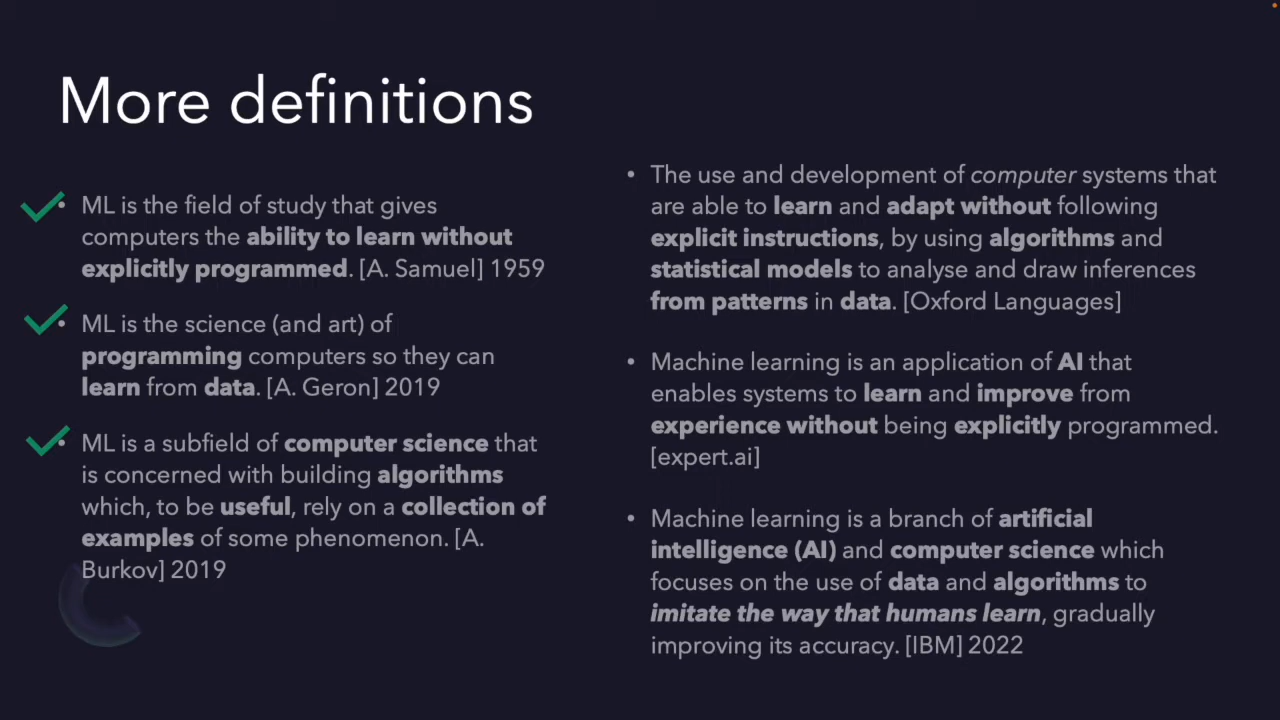 More definitions
• ML is the field of study that gives
computers the ability to learn without
explicitly programmed. [A. Samuel] 1959
• ML is the science (and art) of
programming computers so they can
learn from data. [A. Geron] 2019
• ML is a subfield of computer science that
is concerned with building algorithms
which, to be useful, rely on a collection of
examples of some phenomenon. [A.
Burkov] 2019
• The use and development of computer systems that
are able to learn and adapt without following
explicit instructions, by using algorithms and
statistical models to analyse and draw inferences
from patterns in data. [Oxford Languages]
• Machine learning is an application of AI that
enables systems to learn and improve from
experience without being explicitly programmed.
[expert.ai]
• Machine learning is a branch of artificial
intelligence (AI) and computer science which
focuses on the use of data and algorithms to
imitate the way that humans learn, gradually
improving its accuracy. [IBM] 2022